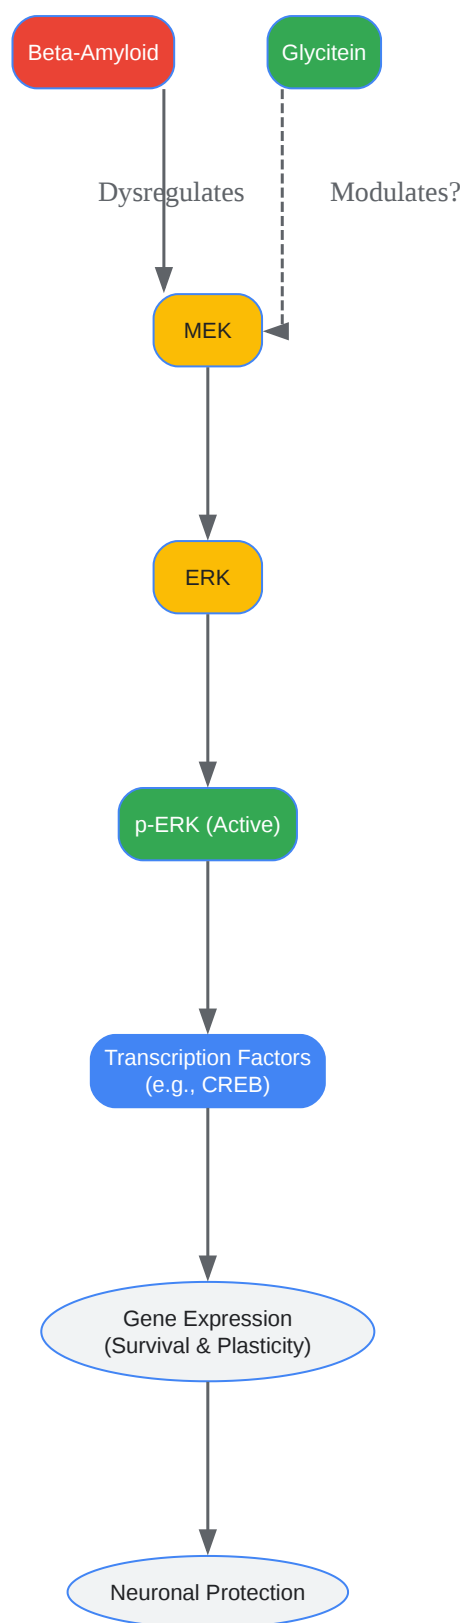 Beta-Amyloid
Glycitein
Dysregulates
Modulates?
MEK
ERK
p-ERK (Active)
Transcription Factors
(e.g., CREB)
Gene Expression
(Survival & Plasticity)
Neuronal Protection